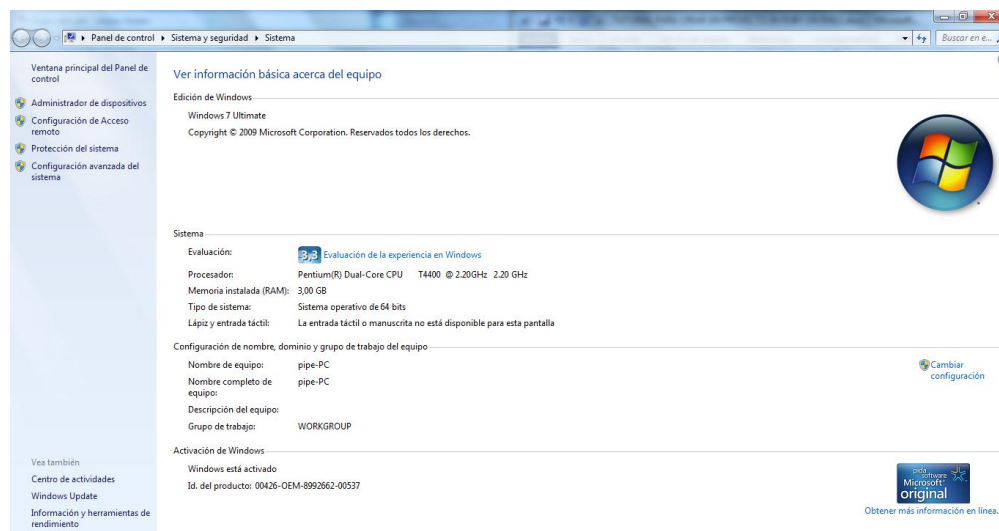 Panel de control ▸ Sistema y seguridad ▸ Sistema
Buscar en e...
Ventana principal del Panel de
control
Administrador de dispositivos
Configuración de Acceso
remoto
Protección del sistema
Configuración avanzada del
sistema
Vea también
Centro de actividades
Windows Update
Información y herramientas de
rendimiento
Ver información básica acerca del equipo
Edición de Windows
Windows 7 Ultimate
Copyright © 2009 Microsoft Corporation. Reservados todos los derechos.
Sistema
Evaluación: 3,3 Evaluación de la experiencia en Windows
Procesador: Pentium(R) Dual-Core CPU T4400 @ 2.20GHz 2.20 GHz
Memoria instalada (RAM): 3,00 GB
Tipo de sistema: Sistema operativo de 64 bits
Lápiz y entrada táctil: La entrada táctil o manuscrita no está disponible para esta pantalla
Configuración de nombre, dominio y grupo de trabajo del equipo
Nombre de equipo: pipe-PC
Cambiar
configuración
Nombre completo de
equipo: pipe-PC
Descripción del equipo:
Grupo de trabajo: WORKGROUP
Activación de Windows
Windows está activado
Id. del producto: 00426-OEM-8992662-00537
pida
software
Microsoft
original
Obtener más información en línea.